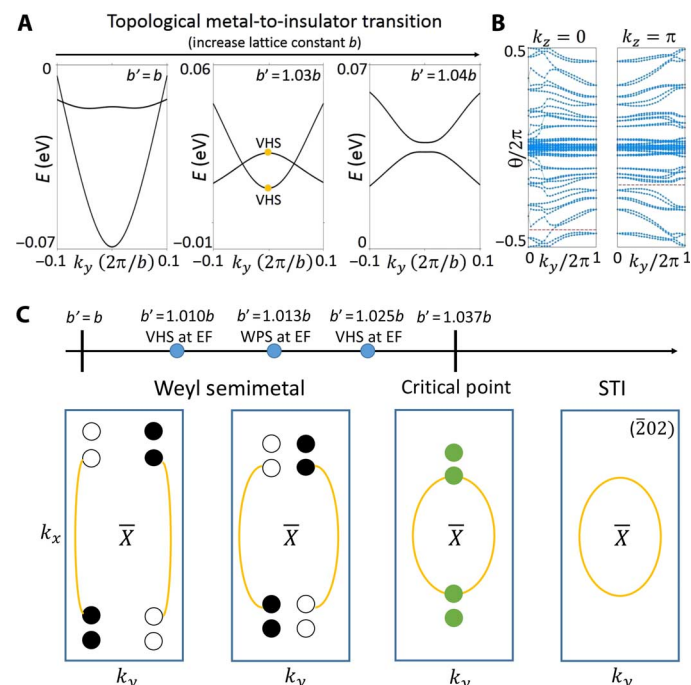 A
Topological metal-to-insulator transition
(increase lattice constant b)
0
b'= b
E (eV)
−0.07
−0.1
k_y (2π/b)
0.1
0.06
b'= 1.03b
VHS
VHS
E (eV)
−0.01
−0.1
k_y (2π/b)
0.1
0.07
b'= 1.04b
E (eV)
0
−0.1
k_y (2π/b)
0.1
B
k_z = 0
k_z = π
0.5
Θ/2π
−0.5
0
k_y/2π
1
0
k_y/2π
1
C
b'= b
b'= 1.010b
VHS at EF
b'= 1.013b
WPS at EF
b'= 1.025b
VHS at EF
b'= 1.037b
Weyl semimetal
Critical point
STI
(2̅02)
k_x
X̅
X̅
X̅
X̅
k_y
k_y
k_y
k_y